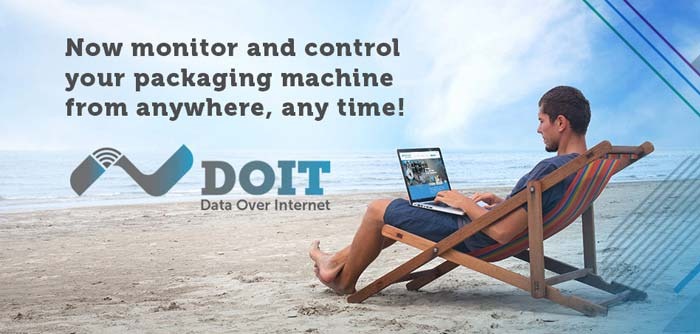 Now monitor and control
your packaging machine
from anywhere, any time!
DOIT
Data Over Internet